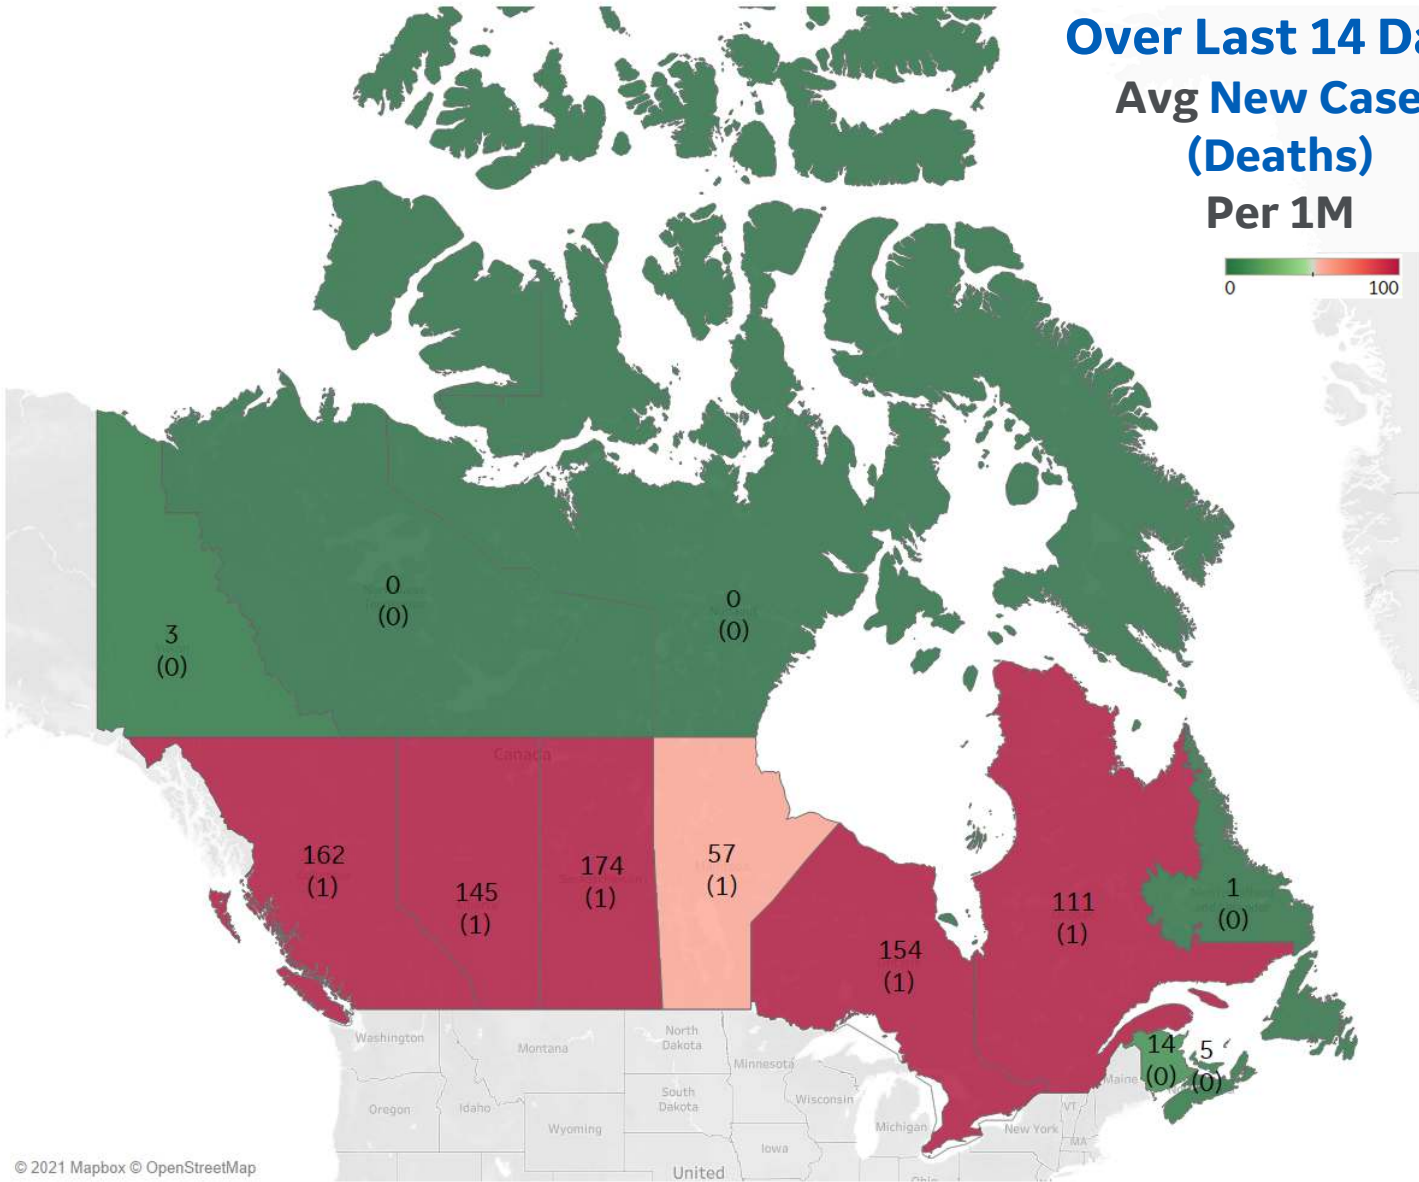 Over Last 14 Da
Avg New Case
(Deaths)
Per 1M
0 100
0
(0)
0
(0)
3
(0)
Canada
162
(1)
145
(1)
174
(1)
57
(1)
154
(1)
111
(1)
1
(0)
14
(0)
5
(0)
Washington
Montana
North
Dakota
Minnesota
Oregon
Idaho
South
Dakota
Wisconsin
Wyoming
Michigan
New York
VT
Maine
MA
Iowa
United
Ohio
© 2021 Mapbox © OpenStreetMap